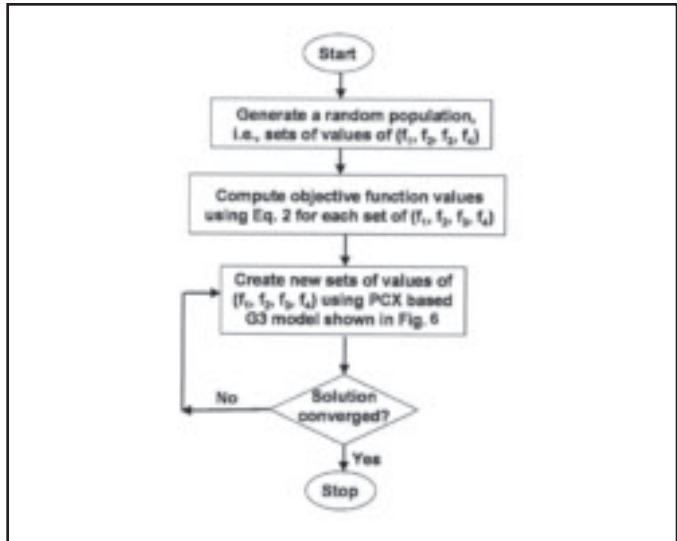 Start
Generate a random population,
i.e., sets of values of (f₁, f₂, f₃, f₄)
Compute objective function values
using Eq. 2 for each set of (f₁, f₂, f₃, f₄)
Create new sets of values of
(f₁, f₂, f₃, f₄) using PCX based
G3 model shown in Fig. 6
No
Solution
converged?
Yes
Stop